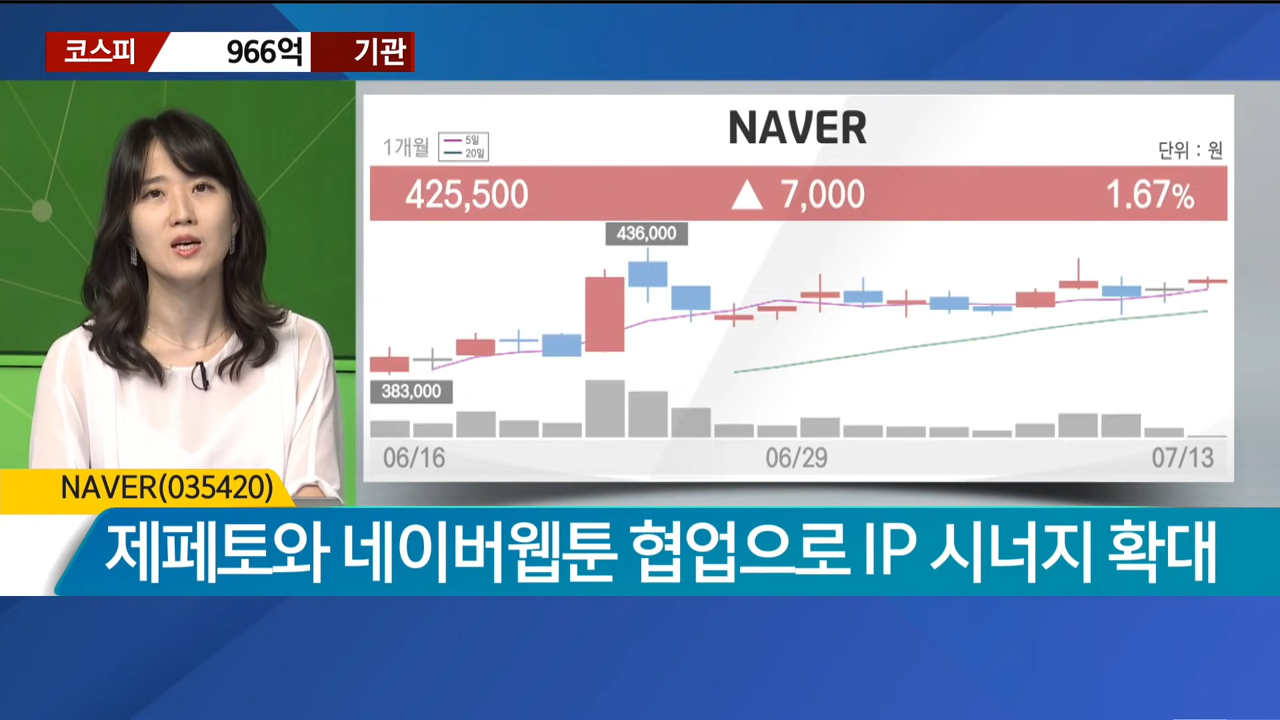 코스피 966억 기관
NAVER
1개월 5일
20일
단위 : 원
425,500 ▲ 7,000 1.67%
436,000
383,000
06/16 06/29 07/13
NAVER(035420)
제페토와 네이버웹툰 협업으로 IP 시너지 확대